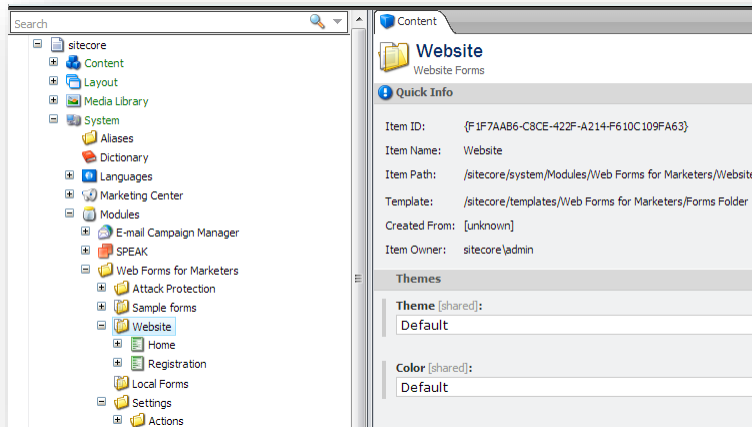 Search
sitecore
Content
Layout
Media Library
System
Aliases
Dictionary
Languages
Marketing Center
Modules
E-mail Campaign Manager
SPEAK
Web Forms for Marketers
Attack Protection
Sample forms
Website
Home
Registration
Local Forms
Settings
Actions
Content
Website
Website Forms
Quick Info
Item ID: {F1F7AAB6-C8CE-422F-A214-F610C109FA63}
Item Name: Website
Item Path: /sitecore/system/Modules/Web Forms for Marketers/Website
Template: /sitecore/templates/Web Forms for Marketers/Forms Folder
Created From: [unknown]
Item Owner: sitecore\admin
Themes
Theme [shared]:
Default
Color [shared]:
Default